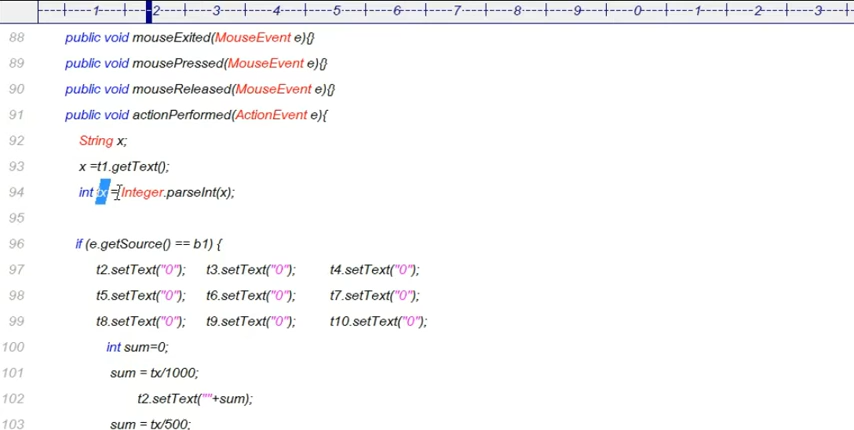 1 2 3 4 5 6 7 8 9 0 1 2 3
88 public void mouseExited(MouseEvent e){}
89 public void mousePressed(MouseEvent e){}
90 public void mouseReleased(MouseEvent e){}
91 public void actionPerformed(ActionEvent e){
92 String x;
93 x =t1.getText();
94 int tx =Integer.parseInt(x);
95
96 if (e.getSource() == b1) {
97 t2.setText("0"); t3.setText("0"); t4.setText("0");
98 t5.setText("0"); t6.setText("0"); t7.setText("0");
99 t8.setText("0"); t9.setText("0"); t10.setText("0");
100 int sum=0;
101 sum = tx/1000;
102 t2.setText(""+sum);
103 sum = tx/500;